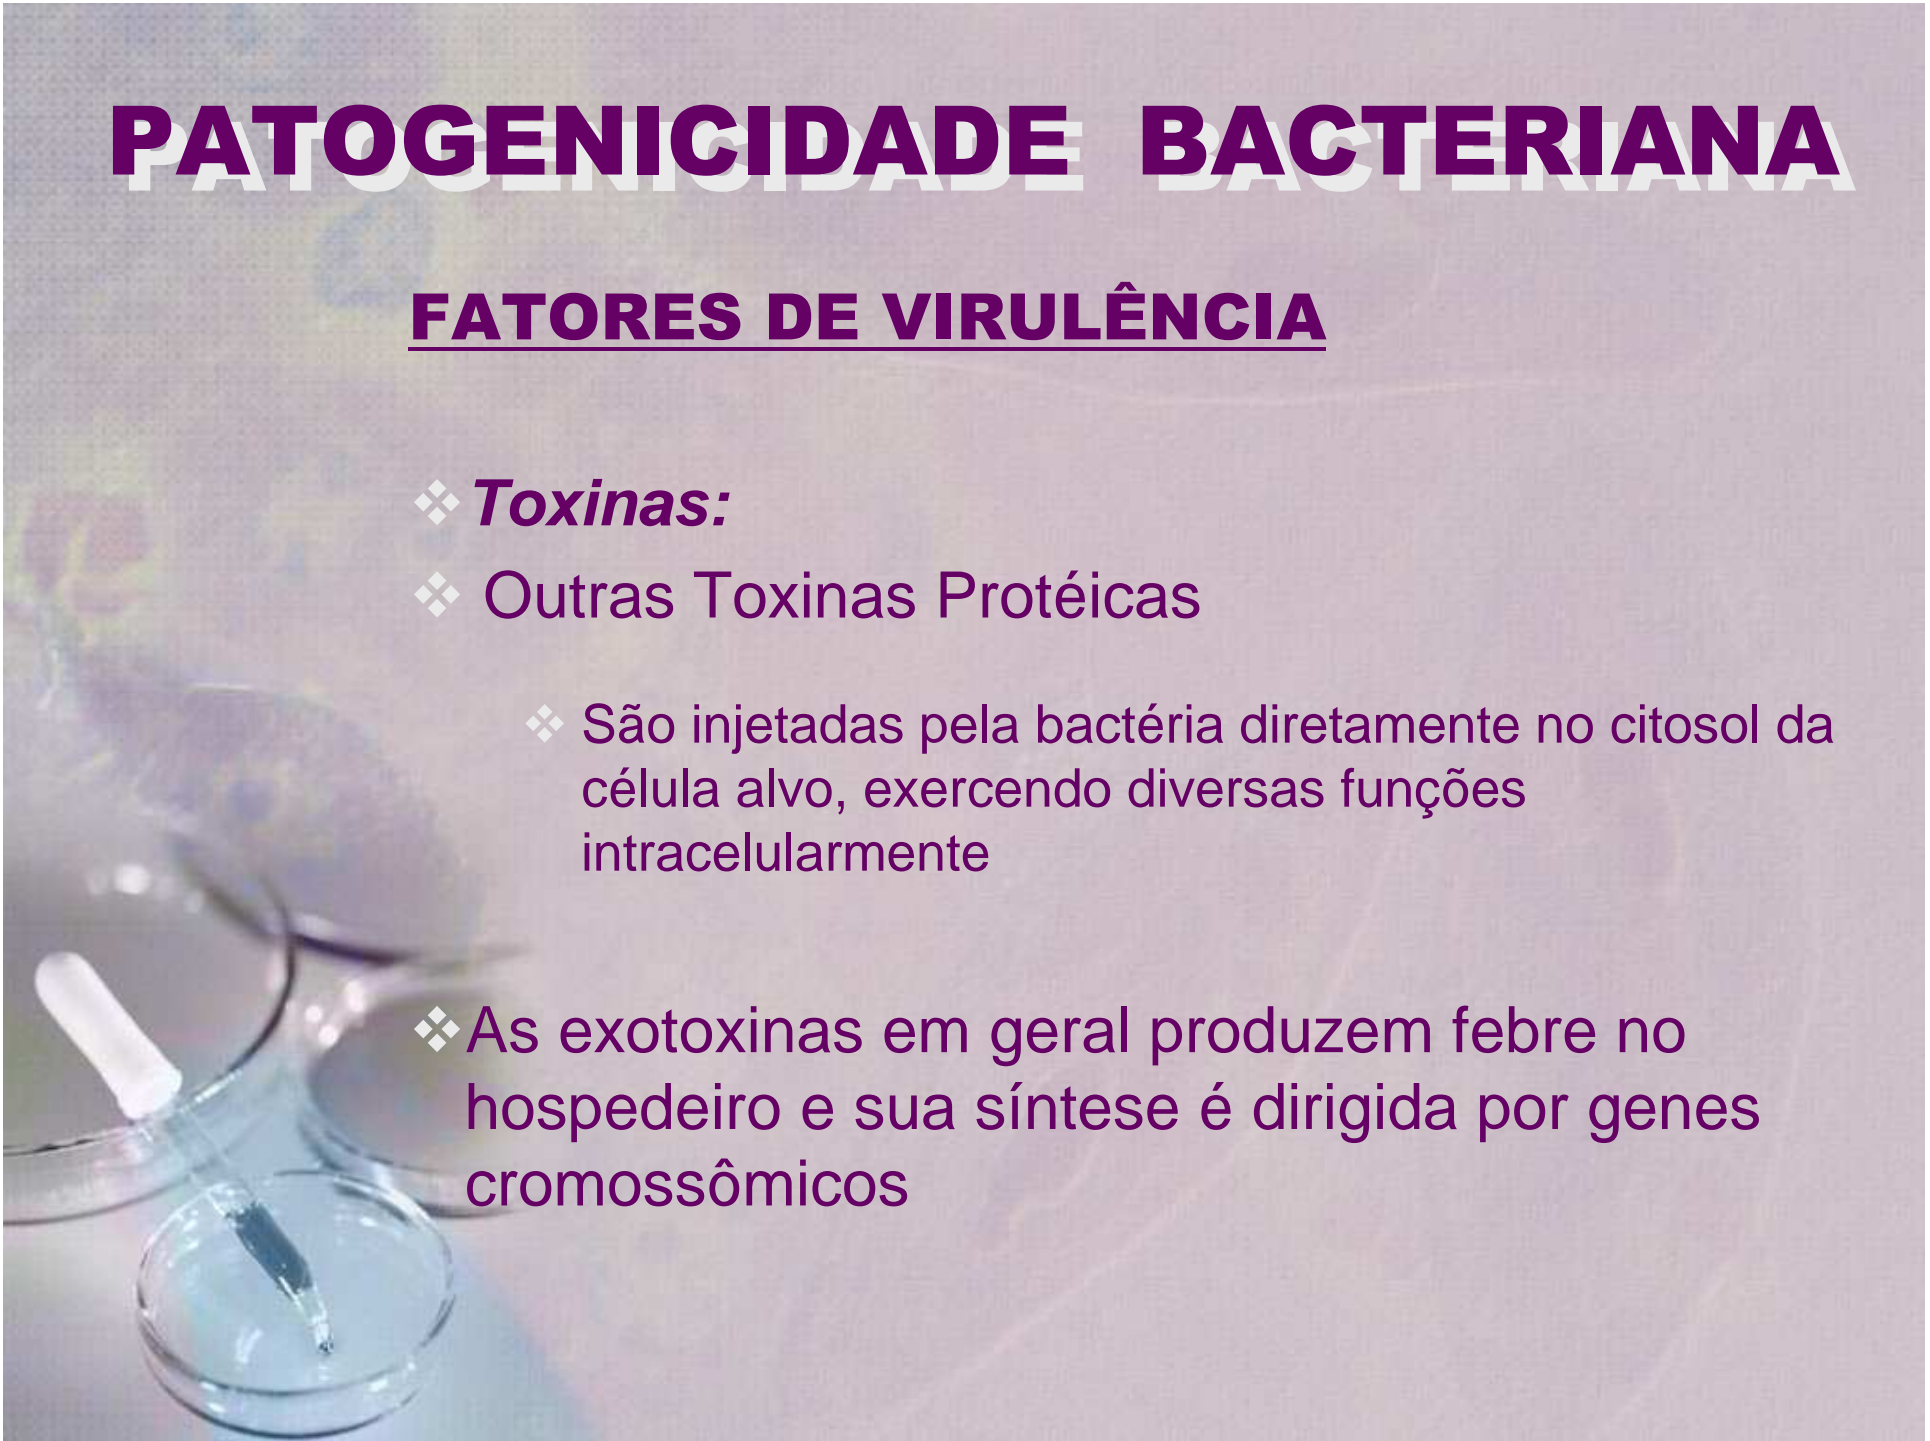 PATOGENICIDADE BACTERIANA
FATORES DE VIRULÊNCIA
Toxinas:
Outras Toxinas Protéicas
São injetadas pela bactéria diretamente no citosol da
célula alvo, exercendo diversas funções
intracelularmente
As exotoxinas em geral produzem febre no
hospedeiro e sua síntese é dirigida por genes
cromossômicos